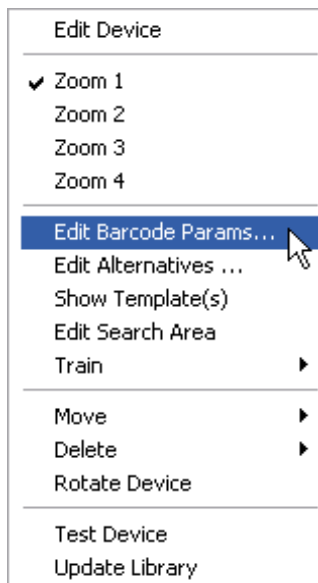 Edit Device
Zoom 1
Zoom 2
Zoom 3
Zoom 4
Edit Barcode Params...
Edit Alternatives ...
Show Template(s)
Edit Search Area
Train
Move
Delete
Rotate Device
Test Device
Update Library